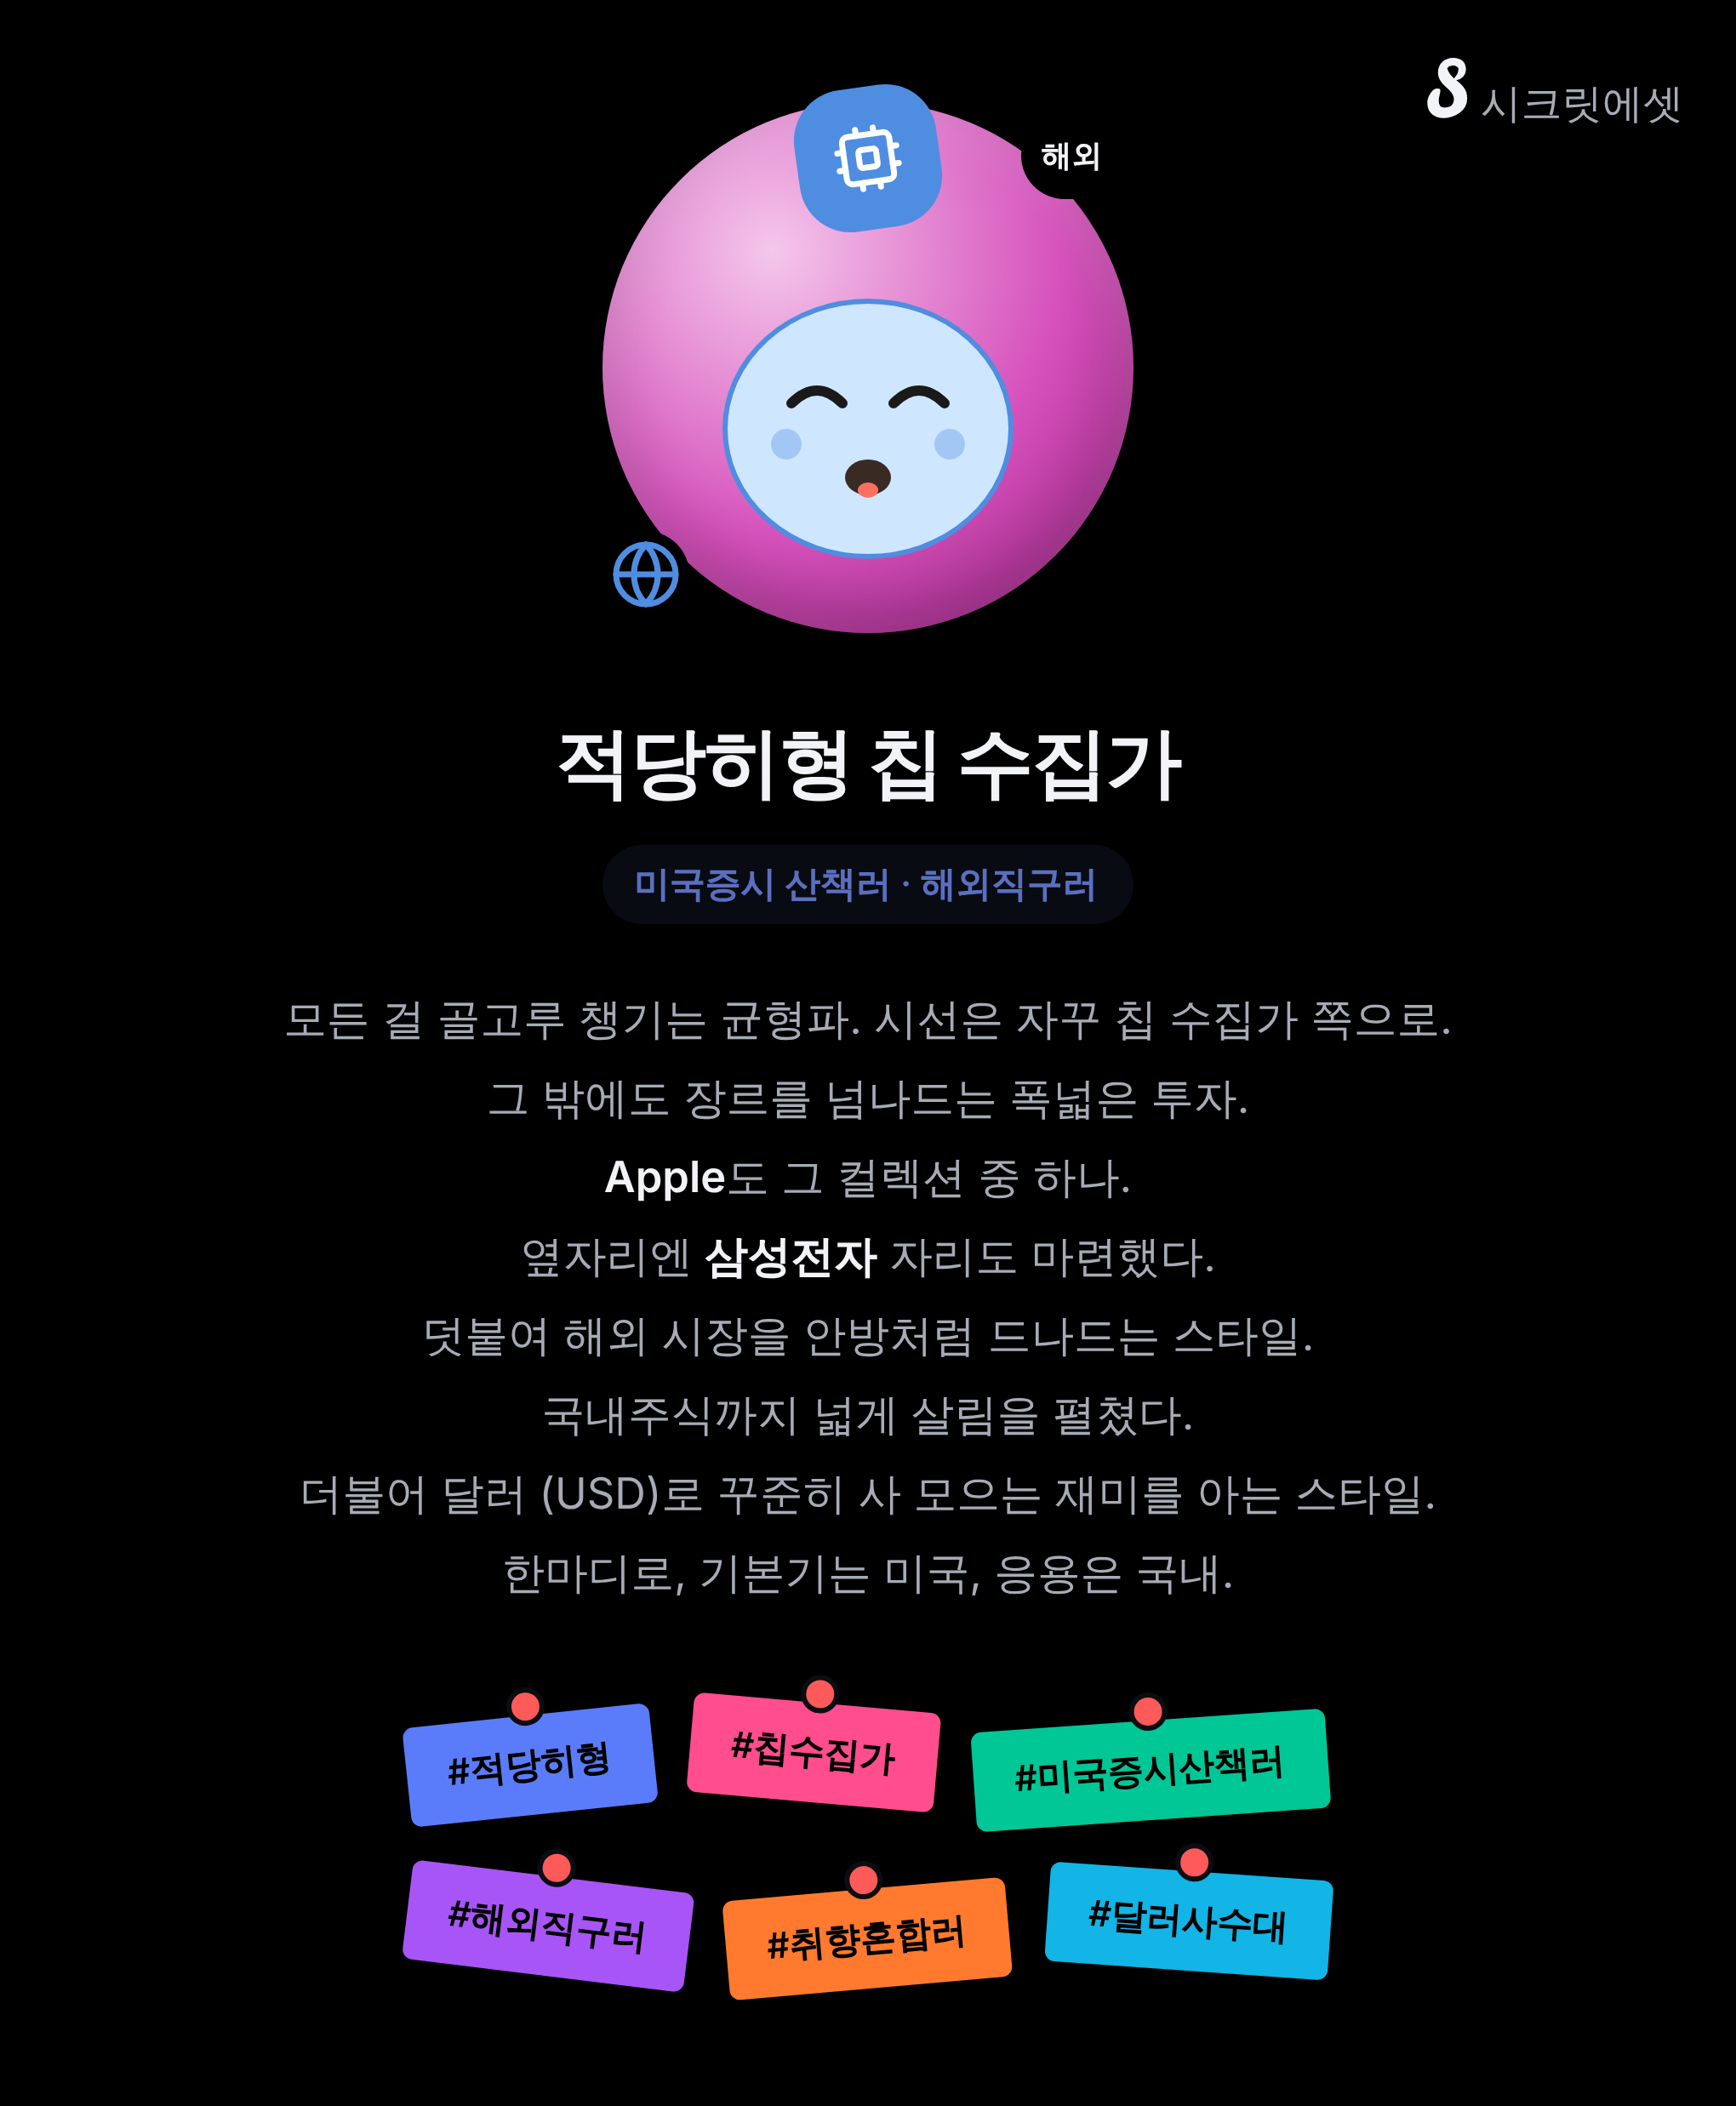 시크릿에셋
해외
적당히형 칩 수집가
미국증시 산책러 · 해외직구러
모든 걸 골고루 챙기는 균형파. 시선은 자꾸 칩 수집가 쪽으로.
그 밖에도 장르를 넘나드는 폭넓은 투자.
Apple도 그 컬렉션 중 하나.
옆자리엔 삼성전자 자리도 마련했다.
덧붙여 해외 시장을 안방처럼 드나드는 스타일.
국내주식까지 넓게 살림을 펼쳤다.
더불어 달러 (USD)로 꾸준히 사 모으는 재미를 아는 스타일.
한마디로, 기본기는 미국, 응용은 국내.
#적당히형 #칩수집가 #미국증시산책러
#해외직구러 #취향혼합러 #달러사수대